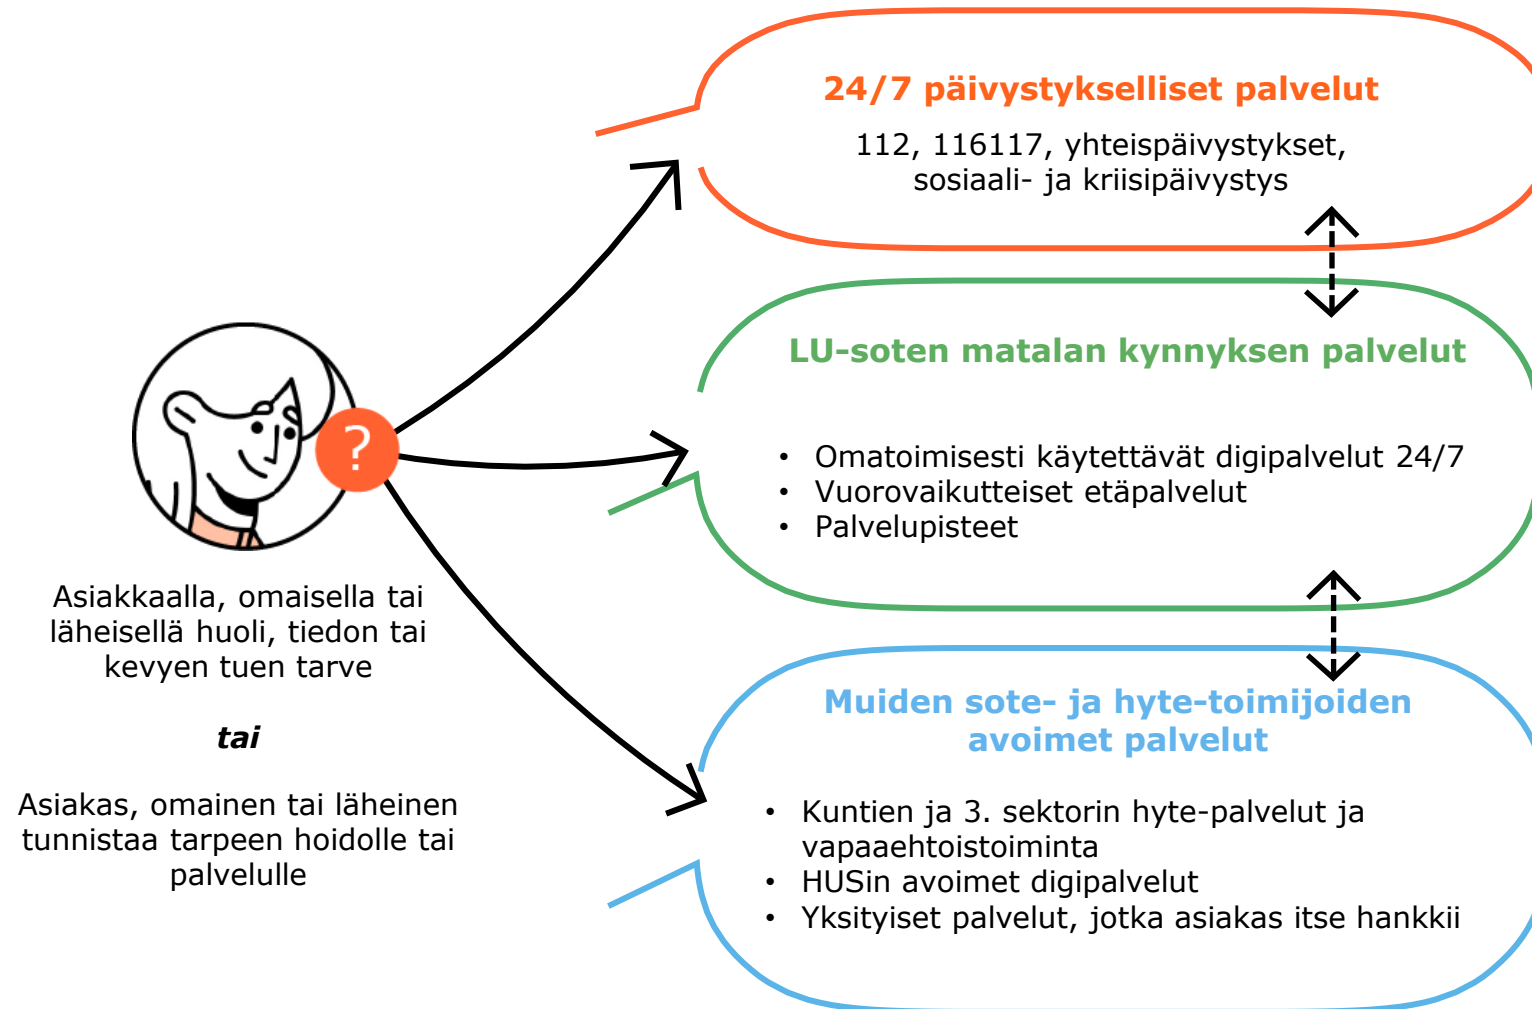 24/7 päivystykselliset palvelut
112, 116117, yhteispäivystykset,
sosiaali- ja kriisipäivystys
LU-soten matalan kynnyksen palvelut
• Omatoimisesti käytettävät digipalvelut 24/7
• Vuorovaikutteiset etäpalvelut
• Palvelupisteet
?
Asiakkaalla, omaisella tai
läheisellä huoli, tiedon tai
kevyen tuen tarve
tai
Asiakas, omainen tai läheinen
tunnistaa tarpeen hoidolle tai
palvelulle
Muiden sote- ja hyte-toimijoiden
avoimet palvelut
• Kuntien ja 3. sektorin hyte-palvelut ja
vapaaehtoistoiminta
• HUSin avoimet digipalvelut
• Yksityiset palvelut, jotka asiakas itse hankkii